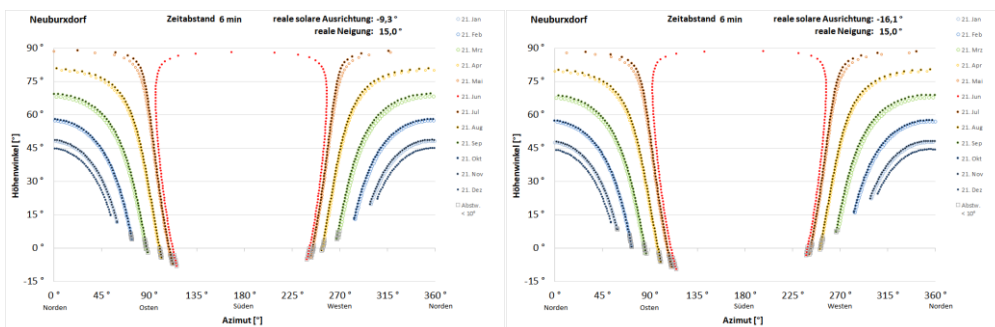 Neuburxdorf
Zeitabstand 6 min
reale solare Ausrichtung: -9,3 °
reale Neigung: 15,0 °
Höhenwinkel [°]
90 °
75 °
60 °
45 °
30 °
15 °
0 °
-15 °
0 °
45 °
90 °
135 °
180 °
225 °
270 °
315 °
360 °
Norden
Osten
Süden
Westen
Norden
Azimut [°]
21. Jan
21. Feb
21. Mrz
21. Apr
21. Mai
21. Jun
21. Jul
21. Aug
21. Sep
21. Okt
21. Nov
21. Dez
Abstw.
< 10°
Neuburxdorf
Zeitabstand 6 min
reale solare Ausrichtung: -16,1 °
reale Neigung: 15,0 °
Höhenwinkel [°]
90 °
75 °
60 °
45 °
30 °
15 °
0 °
-15 °
0 °
45 °
90 °
135 °
180 °
225 °
270 °
315 °
360 °
Norden
Osten
Süden
Westen
Norden
Azimut [°]
21. Jan
21. Feb
21. Mrz
21. Apr
21. Mai
21. Jun
21. Jul
21. Aug
21. Sep
21. Okt
21. Nov
21. Dez
Abstw.
< 10°